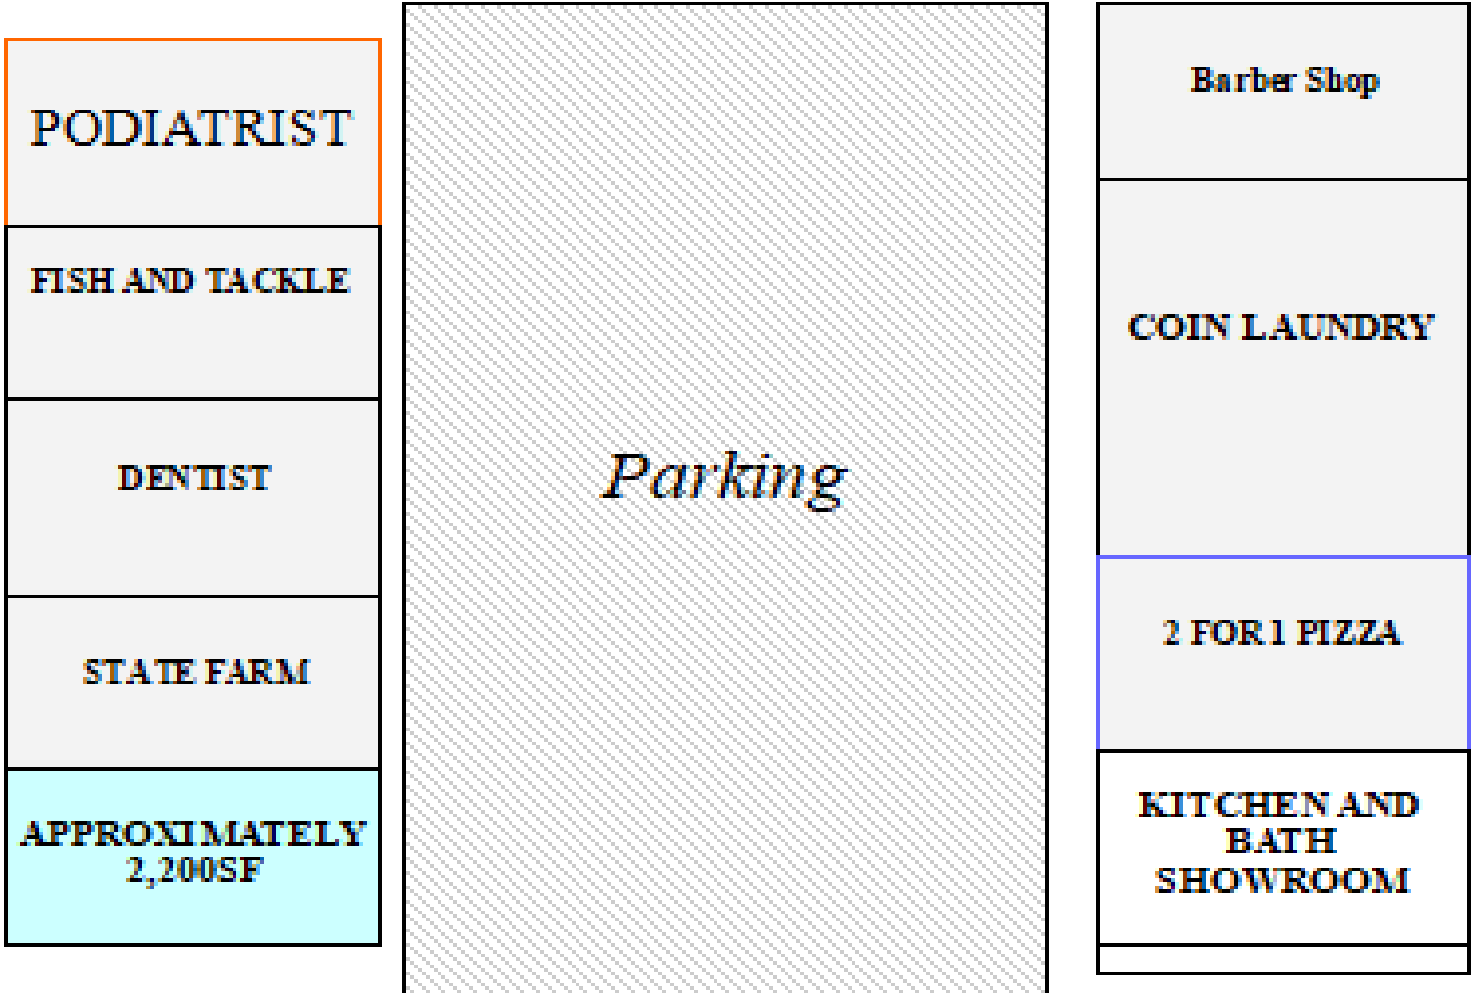 PODIATRIST
FISH AND TACKLE
DENTIST
STATE FARM
APPROXIMATELY
2,200SF
Parking
Barber Shop
COIN LAUNDRY
2 FOR 1 PIZZA
KITCHEN AND
BATH
SHOWROOM